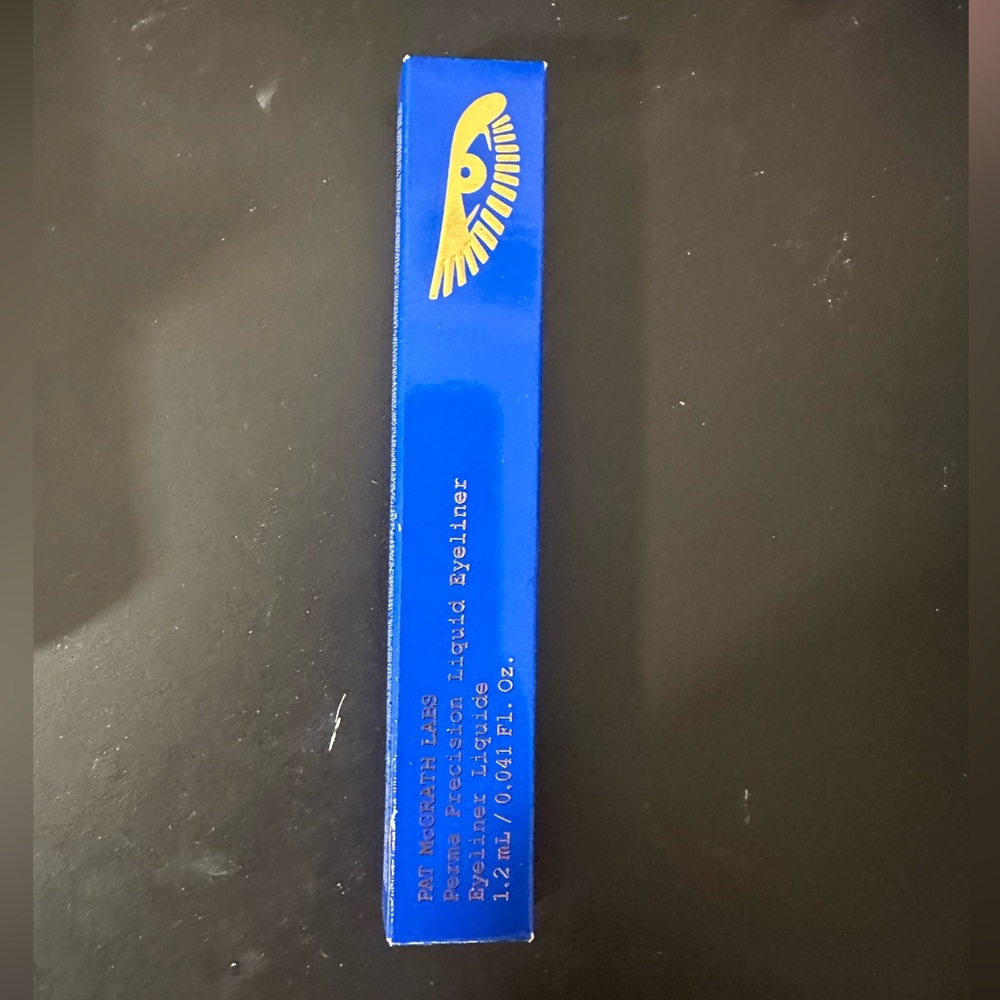 PAT McGRATH LABS
Perma Precision Liquid Eyeliner
Eyeliner Liquide
1.2 mL / 0.041 Fl. Oz.